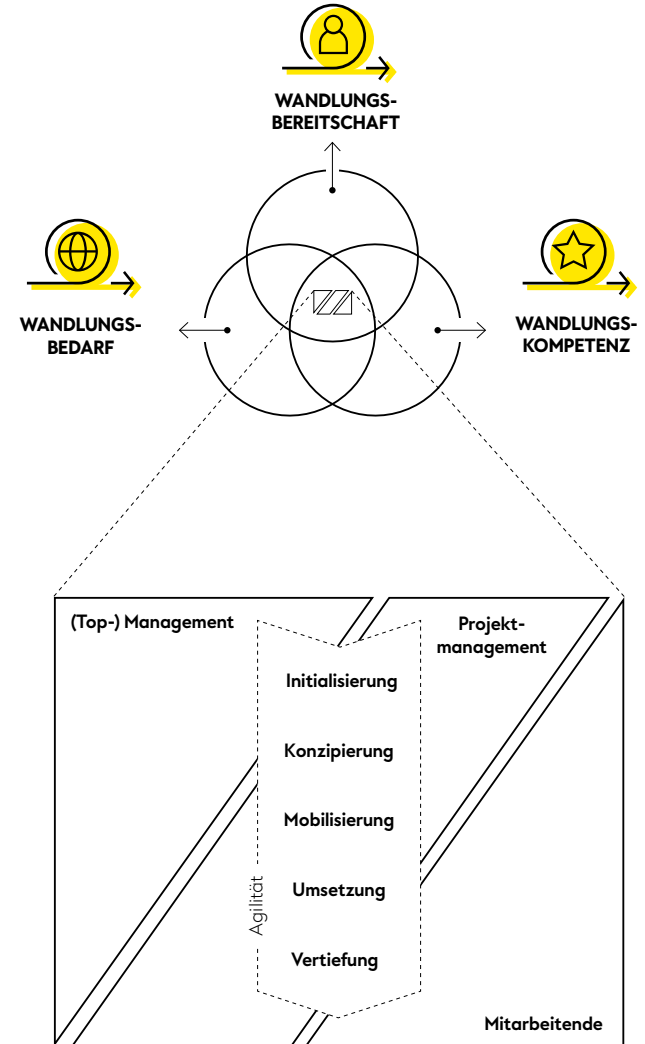 WANDLUNGS-
BEREITSCHAFT
WANDLUNGS-
BEDARF
WANDLUNGS-
KOMPETENZ
(Top-) Management
Projekt-
management
Initialisierung
Konzipierung
Mobilisierung
Umsetzung
Vertiefung
Agilität
Mitarbeitende